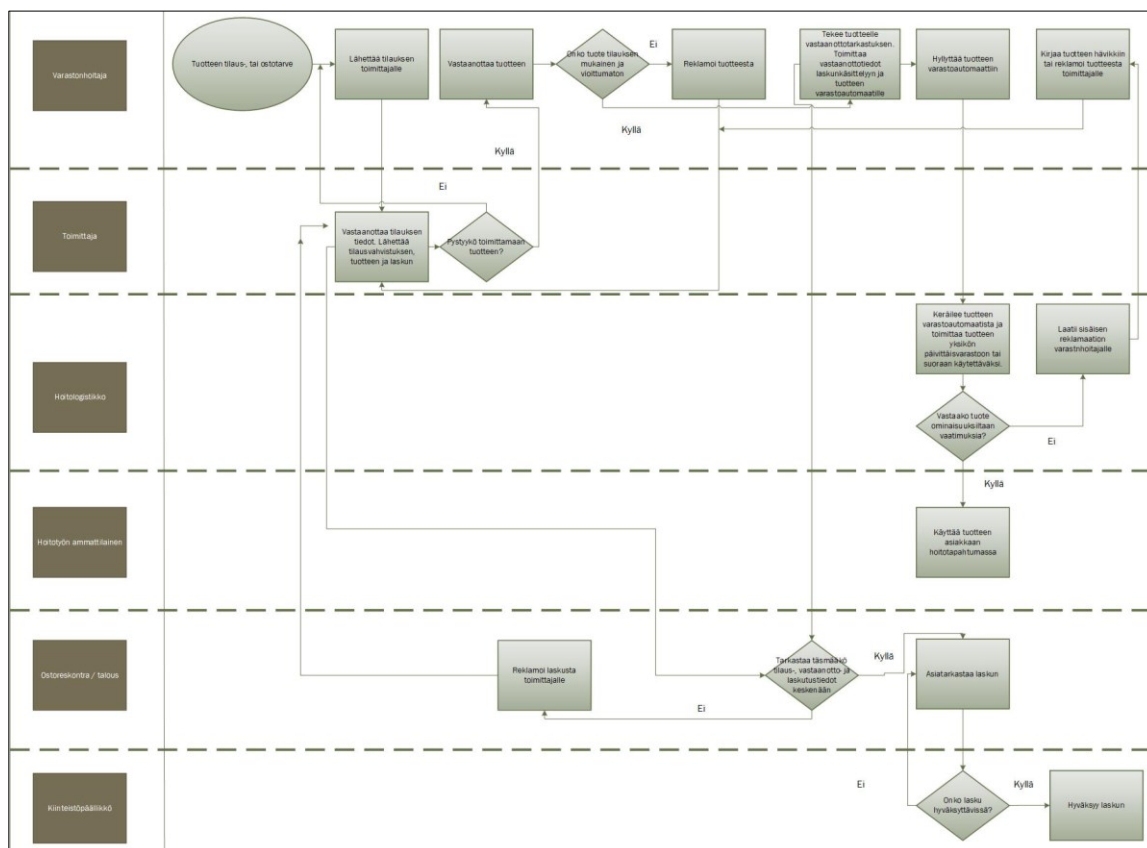 Varastonhoitaja
Tuotteen tilaus-, tai ostotarve
Lähettää tilauksen
toimittajalle
Vastaanottaa tuotteen
Onko tuote tilauksen
mukainen ja
vioittumaton
Ei
Reklamoi tuotteesta
Kyllä
Tekee tuotteelle
vastaanottotarkastuksen.
Toimittaa
vastaanottotiedot
laskunkäsittelyyn ja
tuotteen
varastoautomaatille
Hyllyttää tuotteen
varastoautomaattiin
Kirjaa tuotteen hävikkiin
tai reklamoi tuotteesta
toimittajalle
Kyllä
Ei
Toimittaja
Vastaanottaa tilauksen
tiedot. Lähettää
tilausvahvistuksen,
tuotteen ja laskun
Pystyykö toimittamaan
tuotteen?
Hoitologistikko
Keräilee tuotteen
varastoautomaatista ja
toimittaa tuotteen
yksikön
päivittäisvarastoon tai
suoraan käytettäväksi.
Laatii sisäisen
reklamaation
varastnhoitajalle
Vastaako tuote
ominaisuuksiltaan
vaatimuksia?
Ei
Kyllä
Hoitotyön ammattilainen
Käyttää tuotteen
asiakkaan
hoitotapahtumassa
Ostoreskontra / talous
Reklamoi laskusta
toimittajalle
Tarkastaa täsmääkö
tilaus-, vastaanotto- ja
laskutustiedot
keskenään
Kyllä
Ei
Asiatarkastaa laskun
Kiinteistöpäällikkö
Ei
Onko lasku
hyväksyttävissä?
Kyllä
Hyväksyy laskun